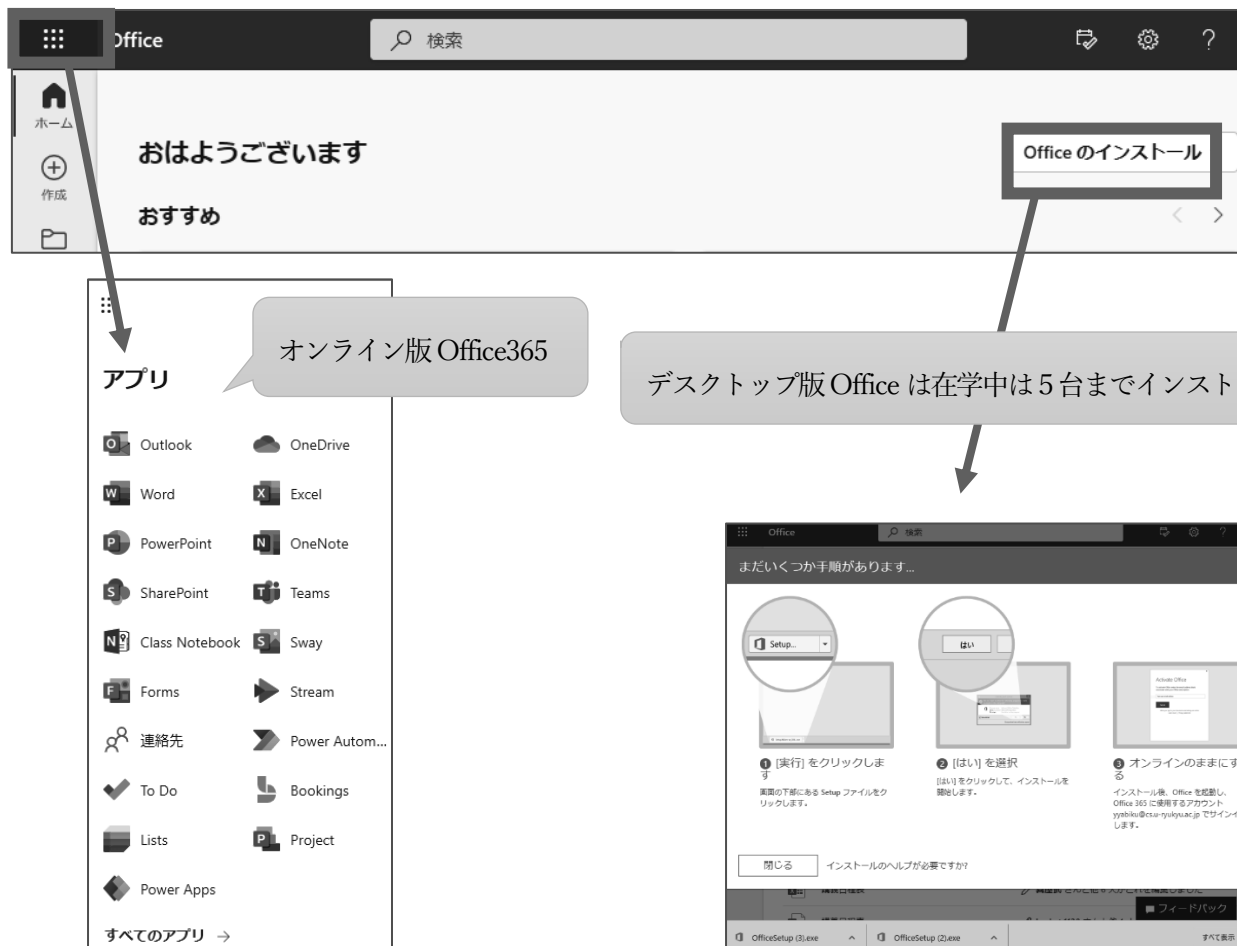 Office
検索
ホーム
作成
おはようございます
おすすめ
Office のインストール
オンライン版 Office365
アプリ
Outlook
OneDrive
Word
Excel
PowerPoint
OneNote
SharePoint
Teams
Class Notebook
Sway
Forms
Stream
連絡先
Power Autom...
To Do
Bookings
Lists
Project
Power Apps
すべてのアプリ →
デスクトップ版 Office は在学中は 5 台までインスト
Office
検索
まだいくつか手順があります...
Setup...
はい
Activate Office
❶ [実行] をクリックしま
す
画面の下部にある Setup ファイルをク
リックします。
❷ [はい] を選択
[はい] をクリックして、インストールを
開始します。
❸ オンラインのままにす
る
インストール後、Office を起動し、
Office 365 に使用するアカウント
yyabiku@cs.u-ryukyu.ac.jp でサインイ
します。
閉じる
インストールのヘルプが必要ですか?
フィードバック
OfficeSetup (3).exe
OfficeSetup (2).exe
すべて表示